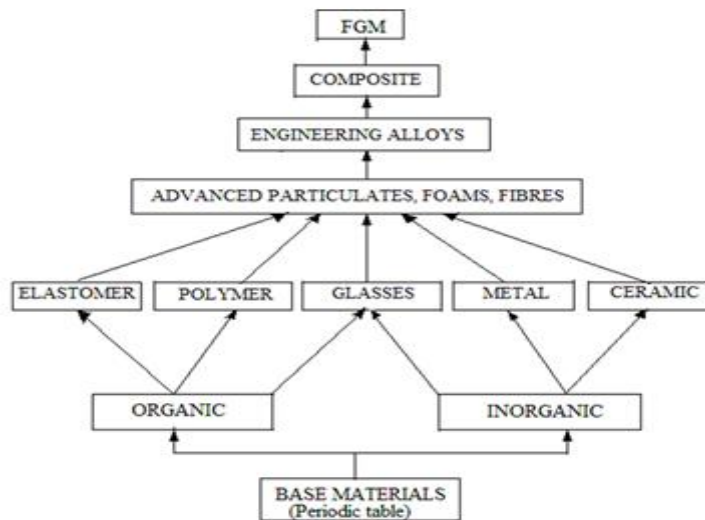 FGM
COMPOSITE
ENGINEERING ALLOYS
ADVANCED PARTICULATES, FOAMS, FIBRES
ELASTOMER
POLYMER
GLASSES
METAL
CERAMIC
ORGANIC
INORGANIC
BASE MATERIALS
(Periodic table)